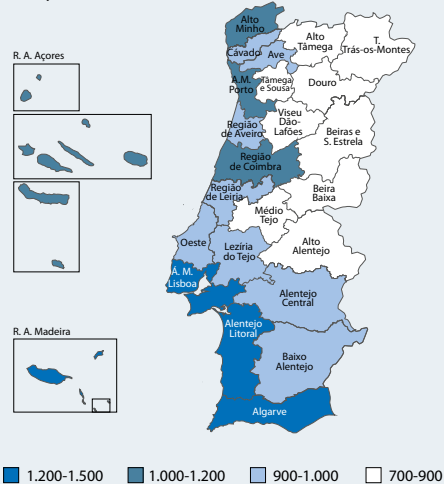 Alto
Minho
Alto
Tâmega
T.
Trás-os-Montes
Cávado
Ave
R. A. Açores
A.M.
Porto
Tâmega
e Sousa
Douro
Viseu
Dão-
Lafões
Região
de Aveiro
Beiras e
S. Estrela
Região
de Coimbra
Região
de Leiria
Beira
Baixa
Médio
Tejo
Oeste
Lezíria
do Tejo
Alto
Alentejo
Á. M.
Lisboa
Alentejo
Central
Alentejo
Litoral
R. A. Madeira
Baixo
Alentejo
Algarve
1.200-1.500
1.000-1.200
900-1.000
700-900